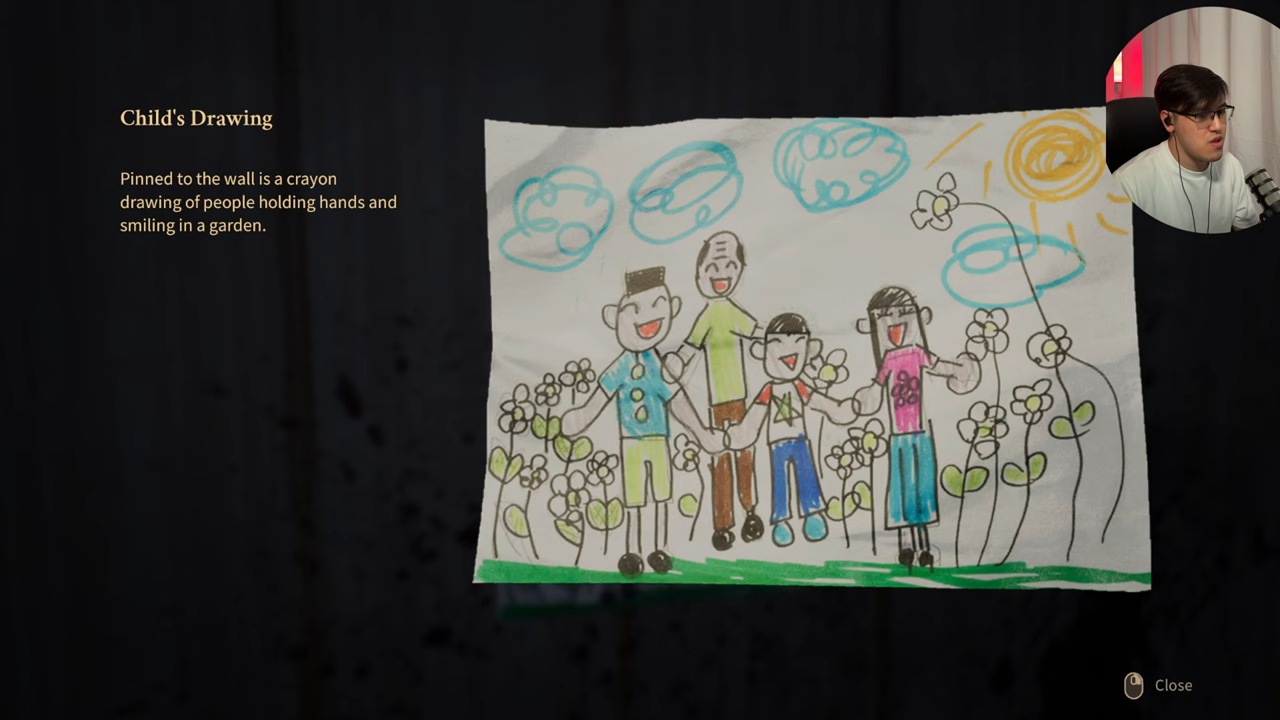 Child's Drawing
Pinned to the wall is a crayon
drawing of people holding hands and
smiling in a garden.
Close